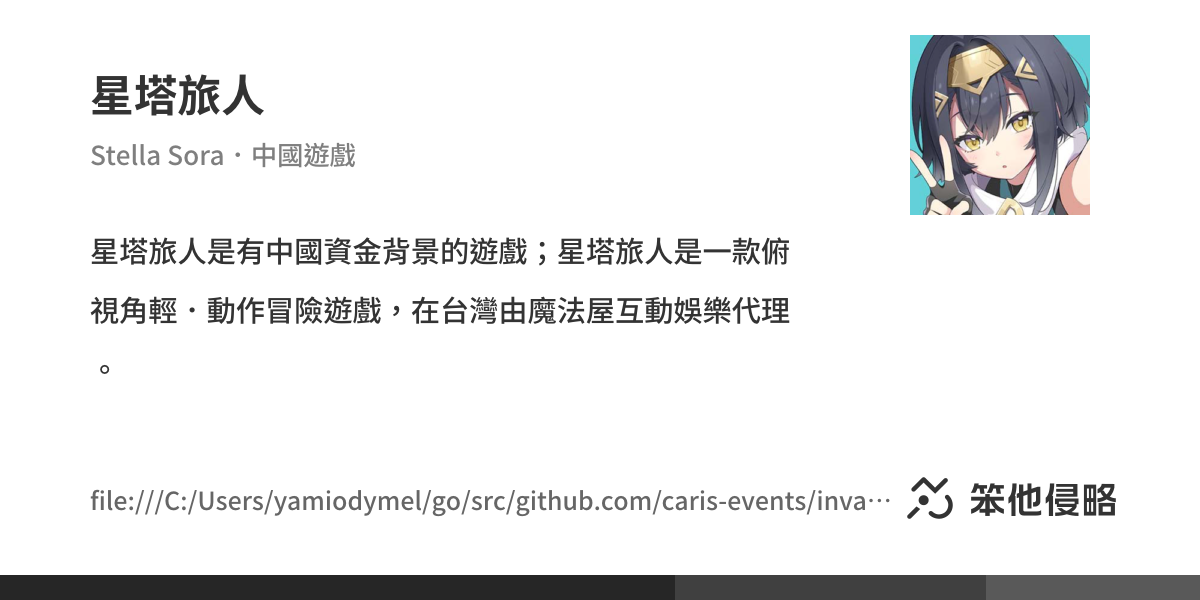 星塔旅人
Stella Sora・中國遊戲
星塔旅人是有中國資金背景的遊戲；星塔旅人是一款俯
視角輕・動作冒險遊戲，在台灣由魔法屋互動娛樂代理
。
file:///C:/Users/yamiodymel/go/src/github.com/caris-events/inva…
笨他侵略